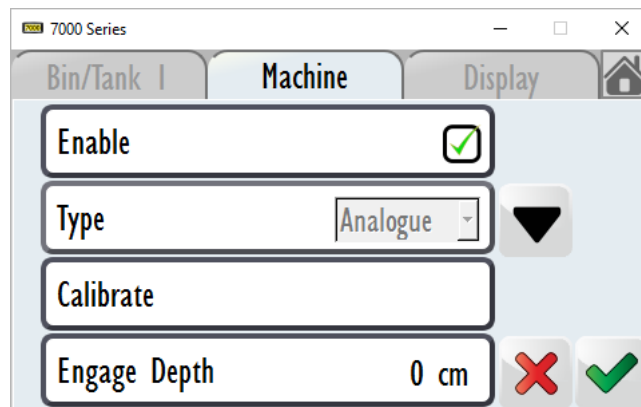 7000 Series
Bin/Tank 1 Machine Display
Enable
Type Analogue
Calibrate
Engage Depth 0 cm